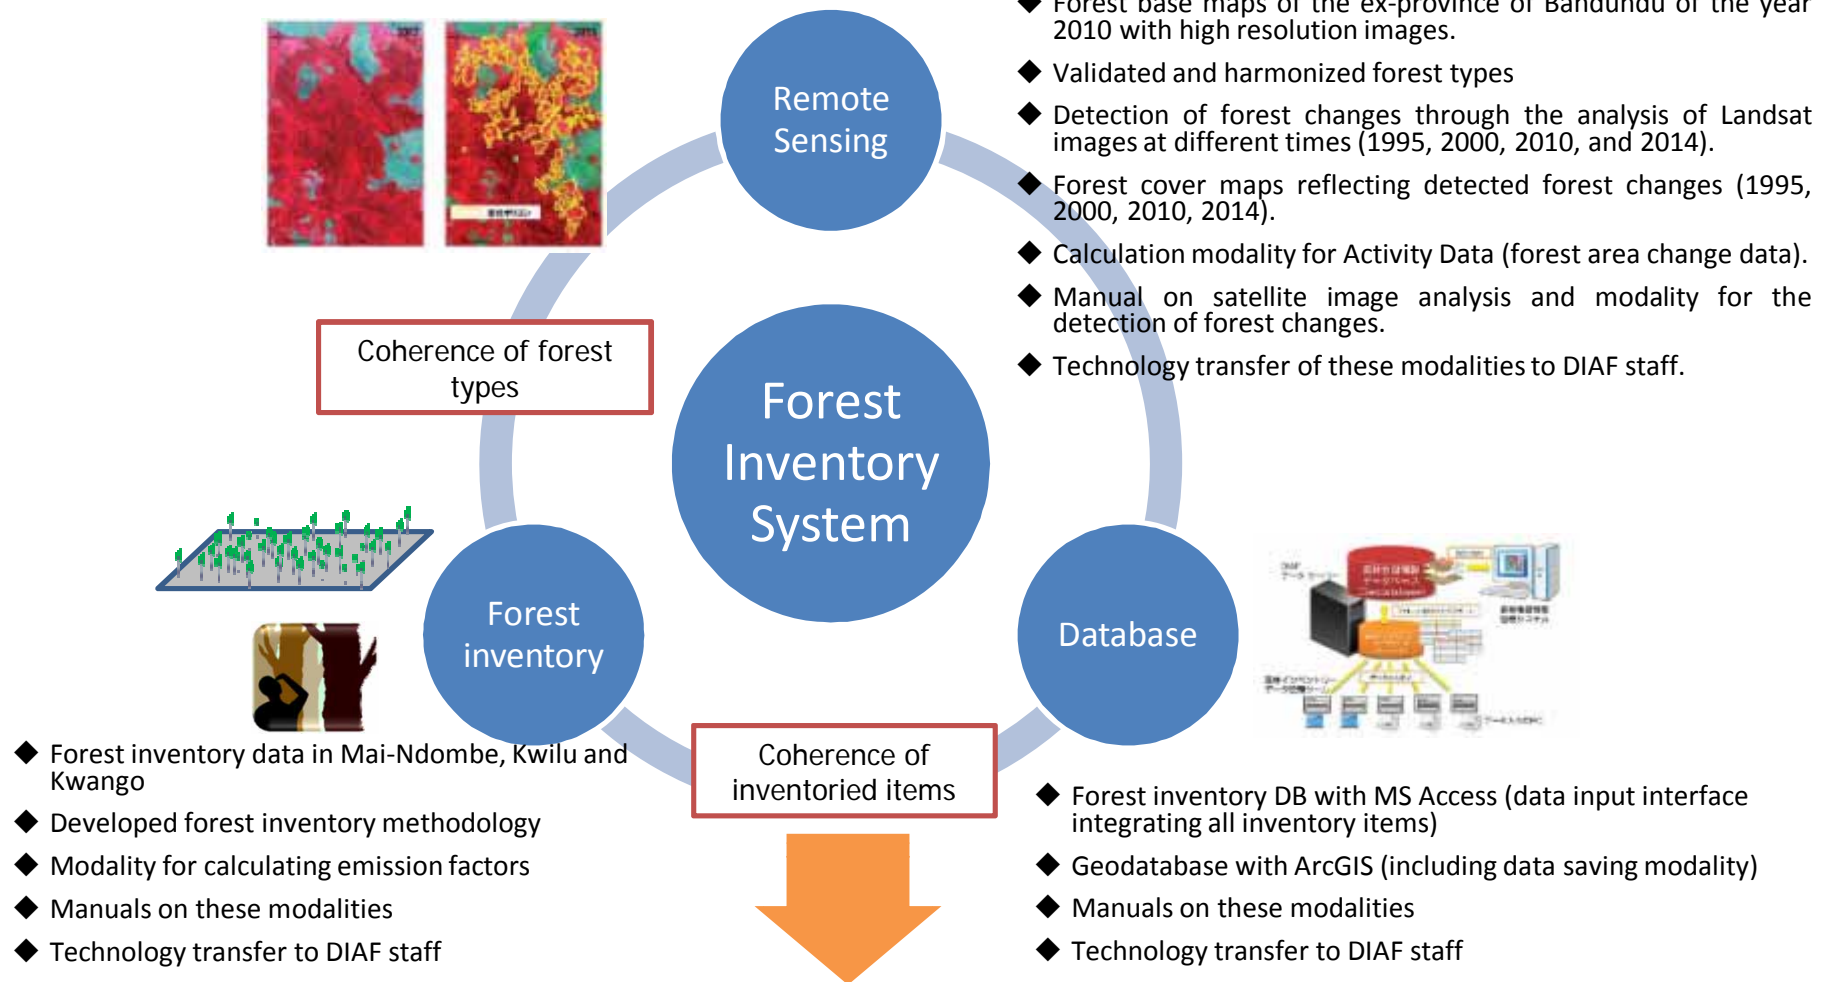 Forest base maps of the ex-province of Bandundu of the year
2010 with high resolution images.
Validated and harmonized forest types
Detection of forest changes through the analysis of Landsat
images at different times (1995, 2000, 2010, and 2014).
Forest cover maps reflecting detected forest changes (1995,
2000, 2010, 2014).
Calculation modality for Activity Data (forest area change data).
Manual on satellite image analysis and modality for the
detection of forest changes.
Technology transfer of these modalities to DIAF staff.
Remote
Sensing
Coherence of forest
types
Forest
Inventory
System
Forest
inventory
Database
DIAF
データサーバー
Coherence of
inventoried items
Forest inventory data in Mai-Ndombe, Kwilu and
Kwango
Developed forest inventory methodology
Modality for calculating emission factors
Manuals on these modalities
Technology transfer to DIAF staff
Forest inventory DB with MS Access (data input interface
integrating all inventory items)
Geodatabase with ArcGIS (including data saving modality)
Manuals on these modalities
Technology transfer to DIAF staff